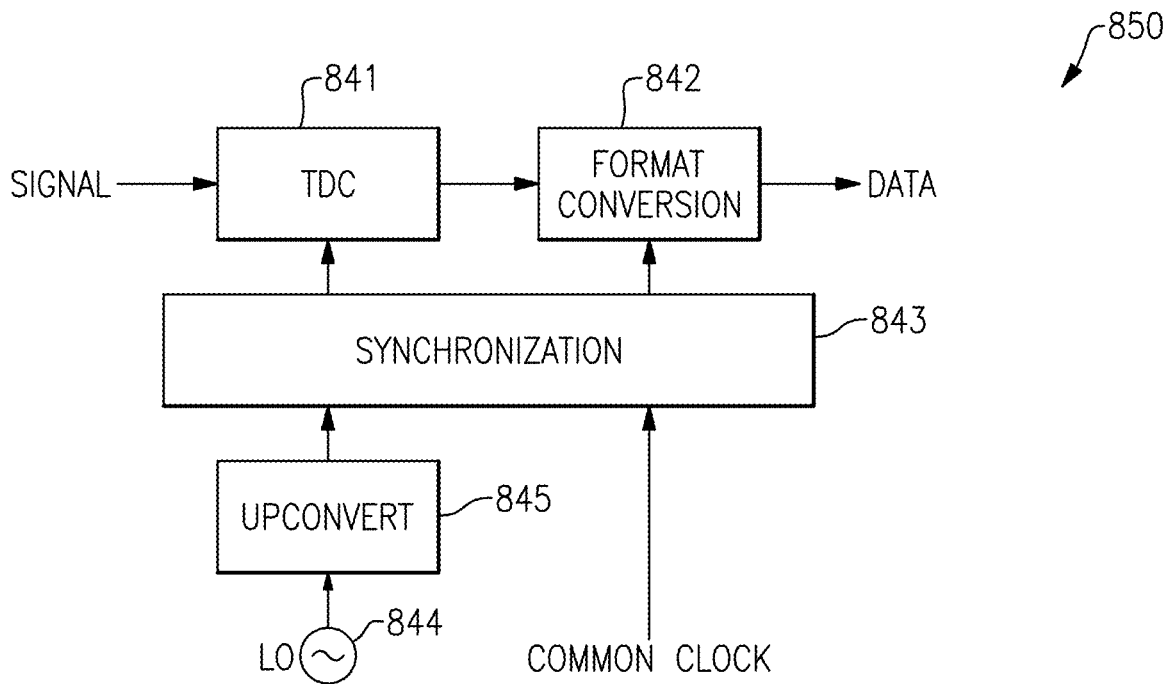 850
841
842
SIGNAL
TDC
FORMAT
CONVERSION
DATA
843
SYNCHRONIZATION
UPCONVERT
845
844
LO
COMMON CLOCK